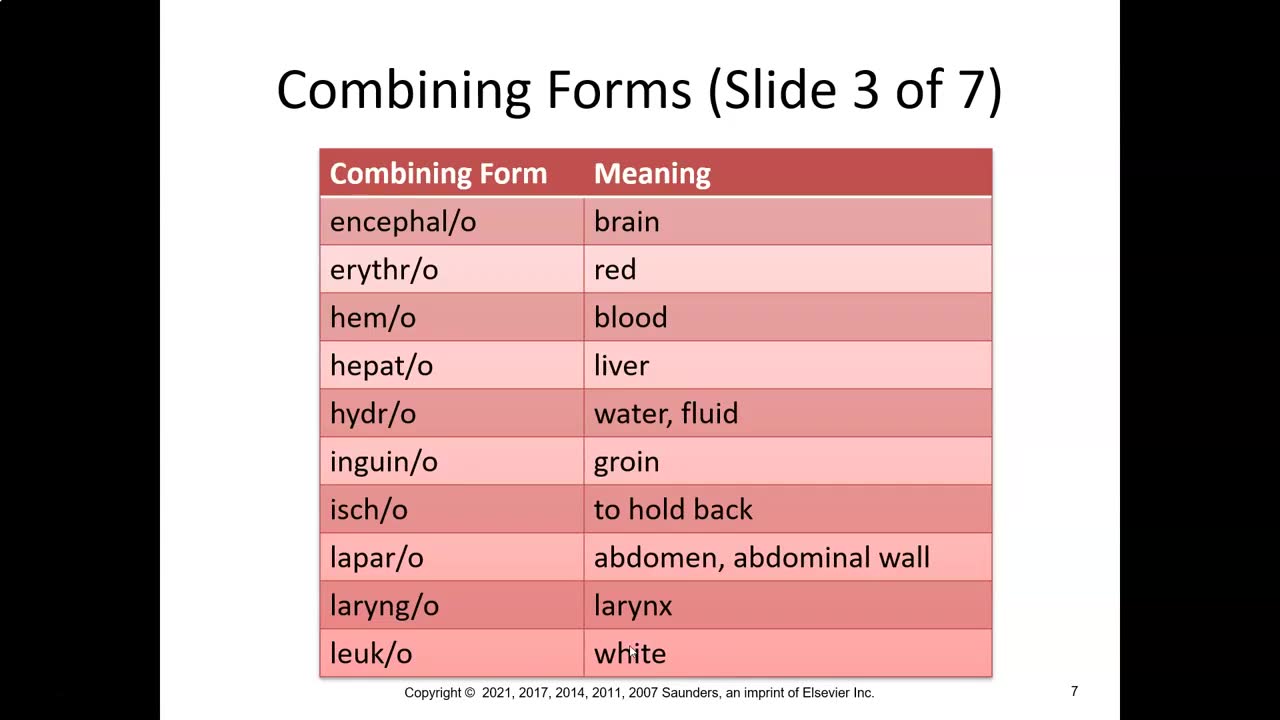 Combining Forms (Slide 3 of 7)
Combining Form Meaning
encephal/o brain
erythr/o red
hem/o blood
hepat/o liver
hydr/o water, fluid
inguin/o groin
isch/o to hold back
lapar/o abdomen, abdominal wall
laryng/o larynx
leuk/o white
Copyright © 2021, 2017, 2014, 2011, 2007 Saunders, an imprint of Elsevier Inc. 7